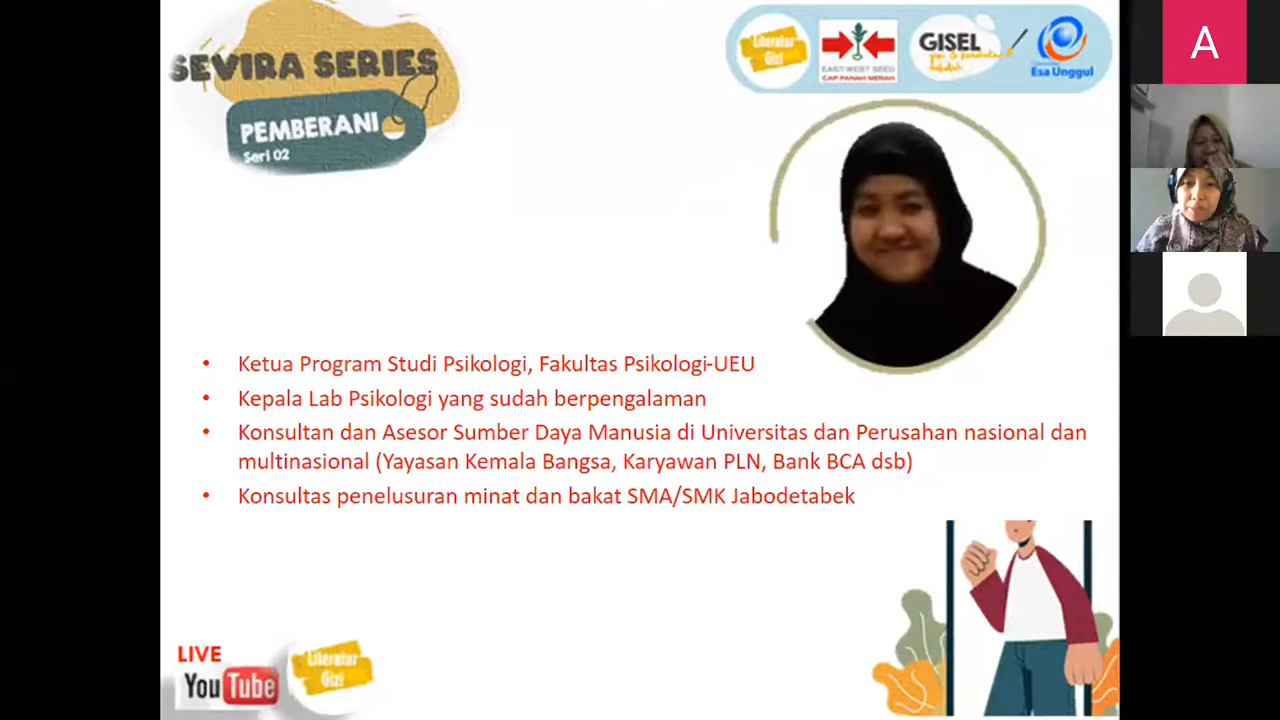 SEVIRA SERIES
PEMBERANI
Seri 02
Literatur
Gizi
EAST WEST SEED
CAP PANAH MERAH
GISEL
Esa Unggul
A
• Ketua Program Studi Psikologi, Fakultas Psikologi-UEU
• Kepala Lab Psikologi yang sudah berpengalaman
• Konsultan dan Asesor Sumber Daya Manusia di Universitas dan Perusahan nasional dan
multinasional (Yayasan Kemala Bangsa, Karyawan PLN, Bank BCA dsb)
• Konsultas penelusuran minat dan bakat SMA/SMK Jabodetabek
LIVE
YouTube
Literatur
Gizi